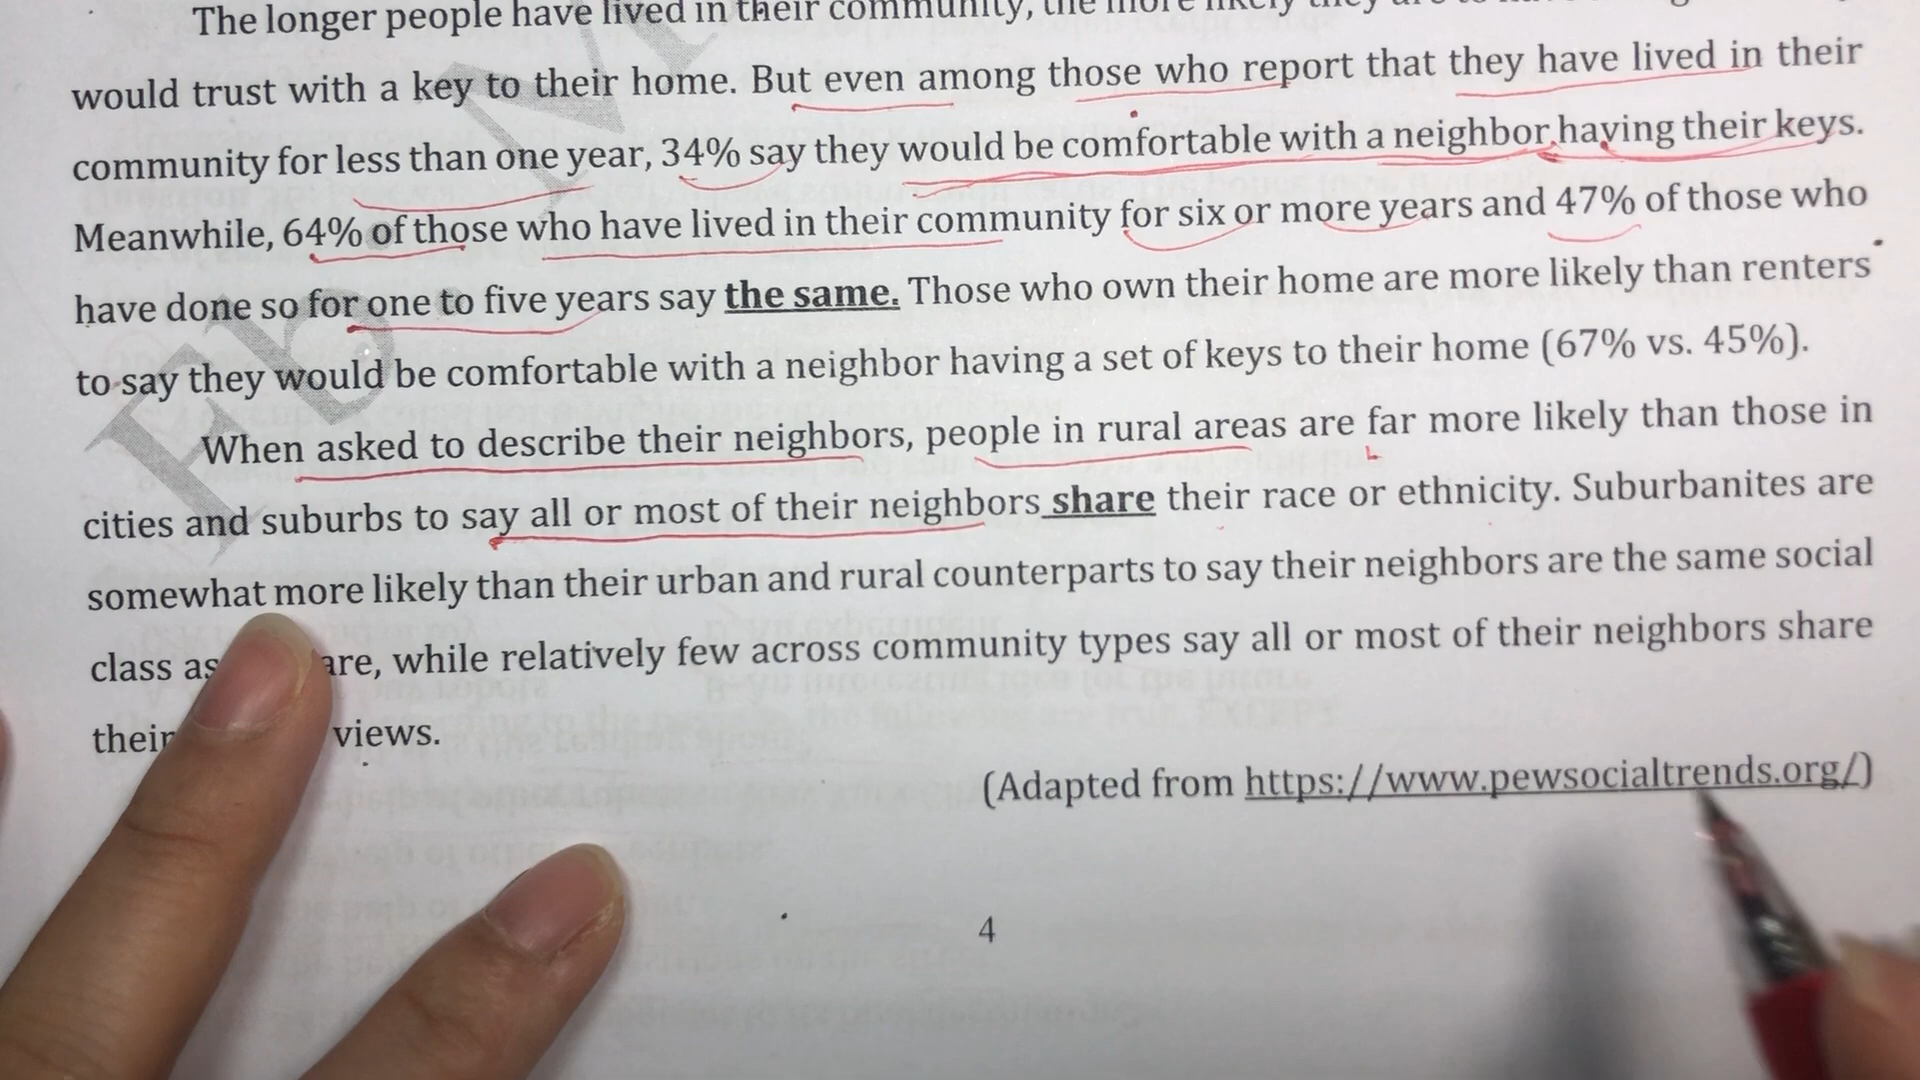 The longer people have lived in their community, the more likely they
would trust with a key to their home. But even among those who report that they have lived in their
community for less than one year, 34% say they would be comfortable with a neighbor having their keys.
Meanwhile, 64% of those who have lived in their community for six or more years and 47% of those who
have done so for one to five years say the same. Those who own their home are more likely than renters
to say they would be comfortable with a neighbor having a set of keys to their home (67% vs. 45%).
When asked to describe their neighbors, people in rural areas are far more likely than those in
cities and suburbs to say all or most of their neighbors share their race or ethnicity. Suburbanites are
somewhat more likely than their urban and rural counterparts to say their neighbors are the same social
class as are, while relatively few across community types say all or most of their neighbors share
their views.
(Adapted from https://www.pewsocialtrends.org/)
4